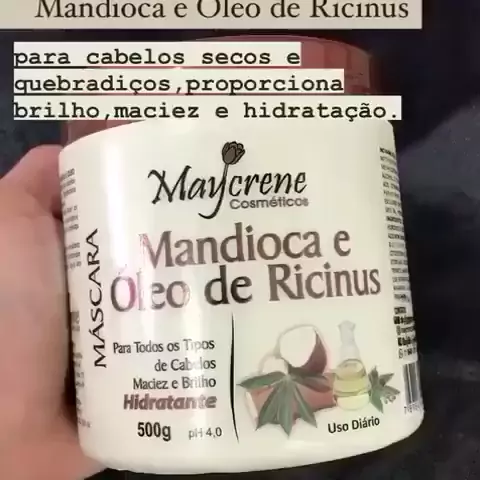 Mandioca e Óleo de Ricinus
para cabelos secos e
quebradiços,proporciona
brilho,maciez e hidratação.
Maycrene
Cosméticos
MÁSCARA
Mandioca e
Óleo de Ricinus
Para Todos os Tipos
de Cabelos
Maciez e Brilho
Hidratante
500g pH 4,0
Uso Diário